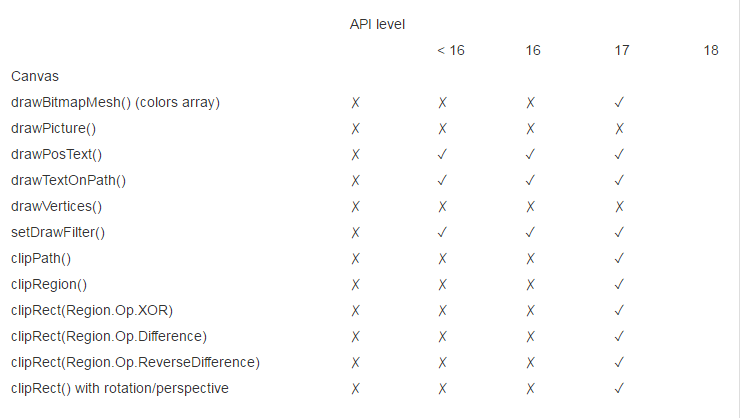 API level
< 16 16 17 18
Canvas
drawBitmapMesh() (colors array) ✗ ✗ ✗ ✓
drawPicture() ✗ ✗ ✗ ✗
drawPosText() ✗ ✓ ✓ ✓
drawTextOnPath() ✗ ✓ ✓ ✓
drawVertices() ✗ ✗ ✗ ✗
setDrawFilter() ✗ ✓ ✓ ✓
clipPath() ✗ ✗ ✗ ✓
clipRegion() ✗ ✗ ✗ ✓
clipRect(Region.Op.XOR) ✗ ✗ ✗ ✓
clipRect(Region.Op.Difference) ✗ ✗ ✗ ✓
clipRect(Region.Op.ReverseDifference) ✗ ✗ ✗ ✓
clipRect() with rotation/perspective ✗ ✗ ✗ ✓